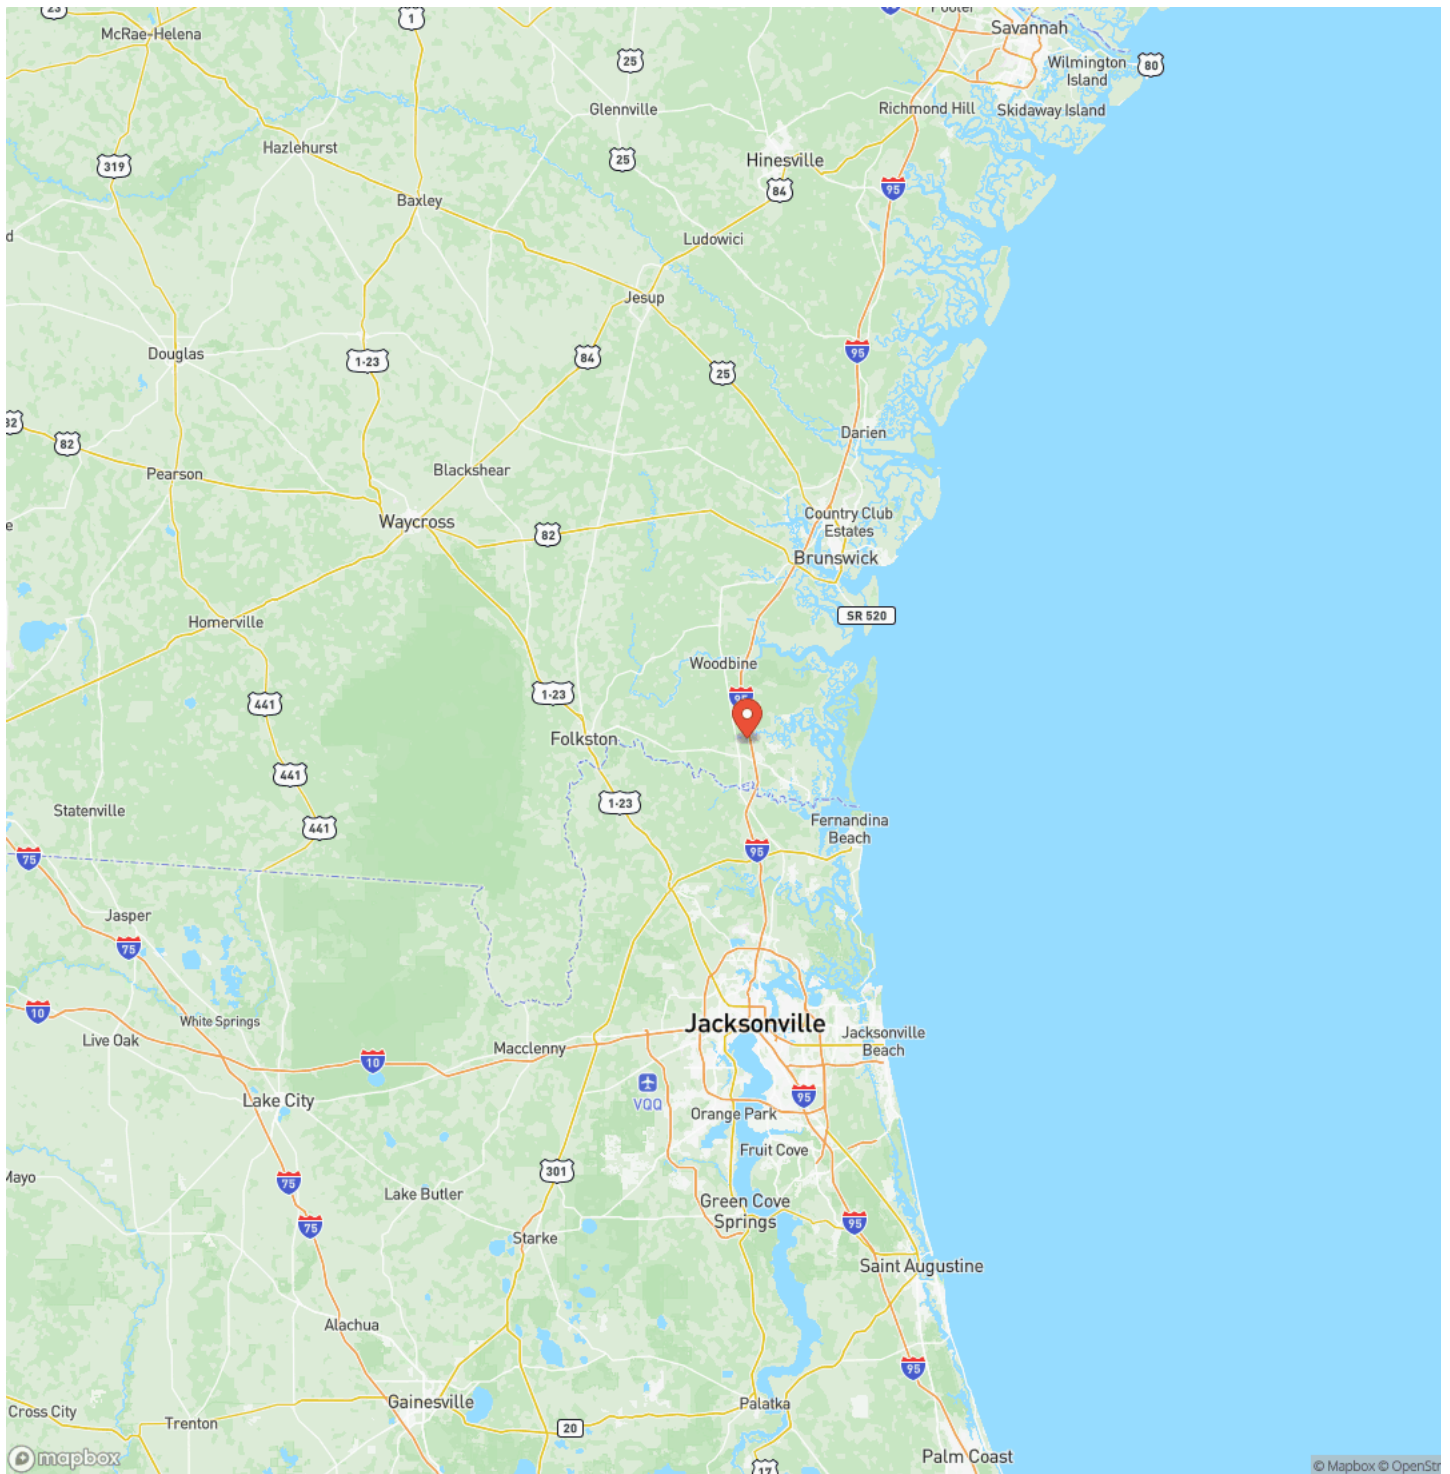 23
McRae-Helena
1
Pooler
Savannah
25
Wilmington
Island
80
Glennville
Richmond Hill
Skidaway Island
Hazlehurst
319
25
Hinesville
84
95
Baxley
d
Ludowici
Jesup
Douglas
1-23
84
95
25
82
82
Darien
Pearson
Blackshear
Country Club
Estates
Waycross
82
e
Brunswick
SR 520
Homerville
Woodbine
95
441
1-23
Folkston
441
1-23
Statenville
441
Fernandina
Beach
75
95
Jasper
75
10
White Springs
Jacksonville
Jacksonville
Beach
Live Oak
Macclenny
10
VQQ
95
Lake City
Orange Park
Fruit Cove
301
Mayo
75
Lake Butler
Green Cove
Springs
75
95
Starke
Saint Augustine
Alachua
95
Gainesville
Palatka
Cross City
Trenton
20
Palm Coast
17
mapbox
© Mapbox © OpenStr